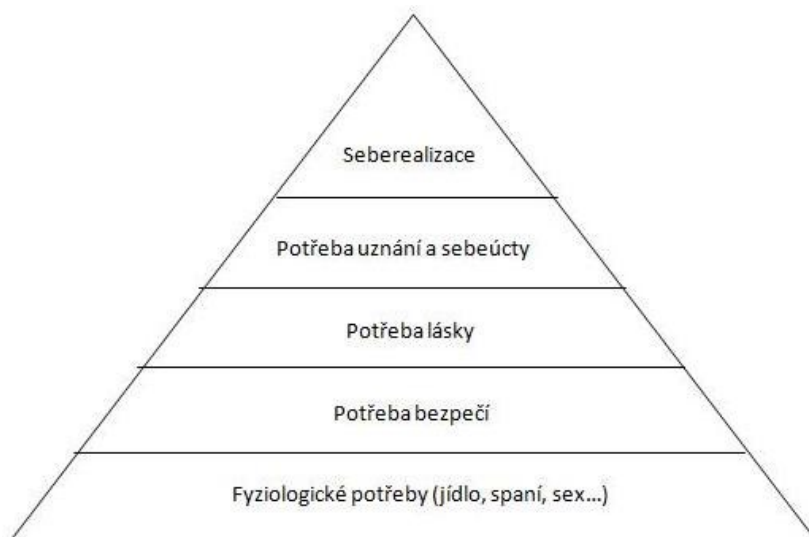 Seberealizace
Potřeba uznání a sebeúcty
Potřeba lásky
Potřeba bezpečí
Fyziologické potřeby (jídlo, spaní, sex...)